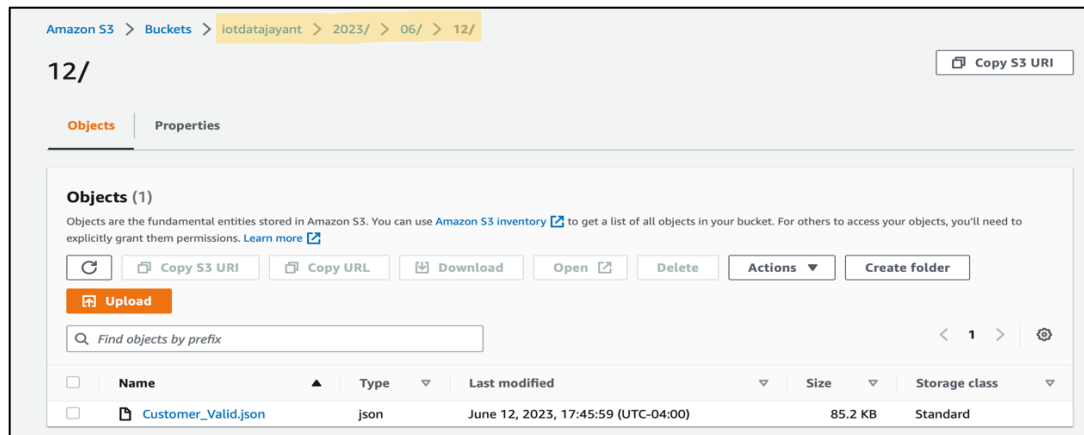 Amazon S3 > Buckets > iotdatajayant > 2023/ > 06/ > 12/
12/
Copy S3 URI
Objects Properties
Objects (1)
Objects are the fundamental entities stored in Amazon S3. You can use Amazon S3 inventory to get a list of all objects in your bucket. For others to access your objects, you'll need to
explicitly grant them permissions. Learn more
Copy S3 URI Copy URL Download Open Delete Actions Create folder
Upload
Find objects by prefix < 1 >
Name Type Last modified Size Storage class
Customer_Valid.json json June 12, 2023, 17:45:59 (UTC-04:00) 85.2 KB Standard